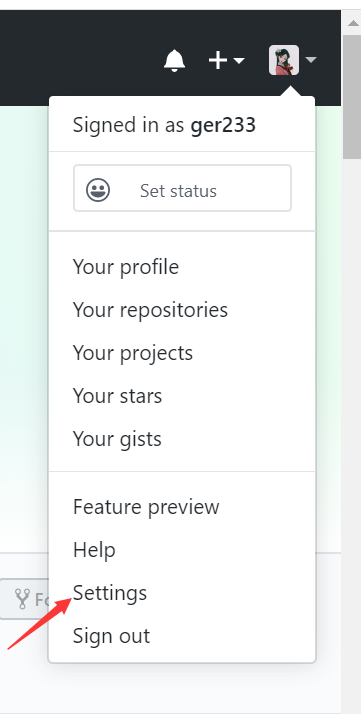 Signed in as ger233
Set status
Your profile
Your repositories
Your projects
Your stars
Your gists
Feature preview
Help
Settings
Sign out